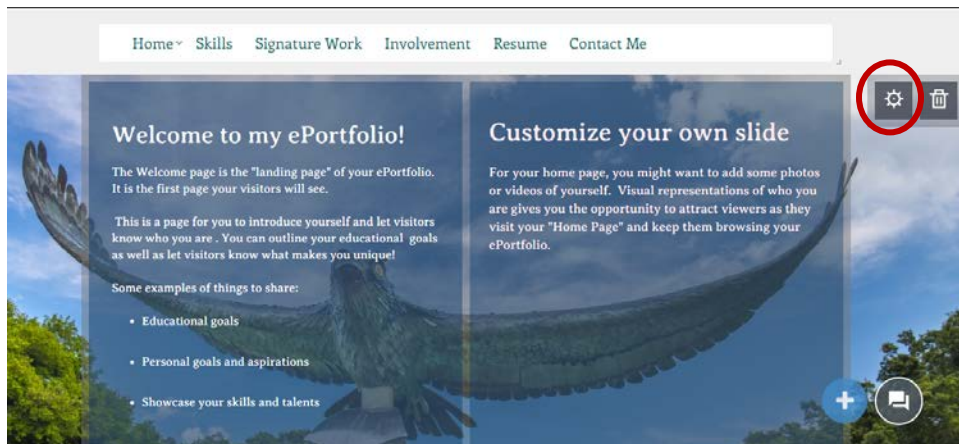 Home Skills Signature Work Involvement Resume Contact Me
Welcome to my ePortfolio!
The Welcome page is the "landing page" of your ePortfolio.
It is the first page your visitors will see.
This is a page for you to introduce yourself and let visitors
know who you are . You can outline your educational goals
as well as let visitors know what makes you unique!
Some examples of things to share:
• Educational goals
• Personal goals and aspirations
• Showcase your skills and talents
Customize your own slide
For your home page, you might want to add some photos
or videos of yourself. Visual representations of who you
are gives you the opportunity to attract viewers as they
visit your "Home Page" and keep them browsing your
ePortfolio.